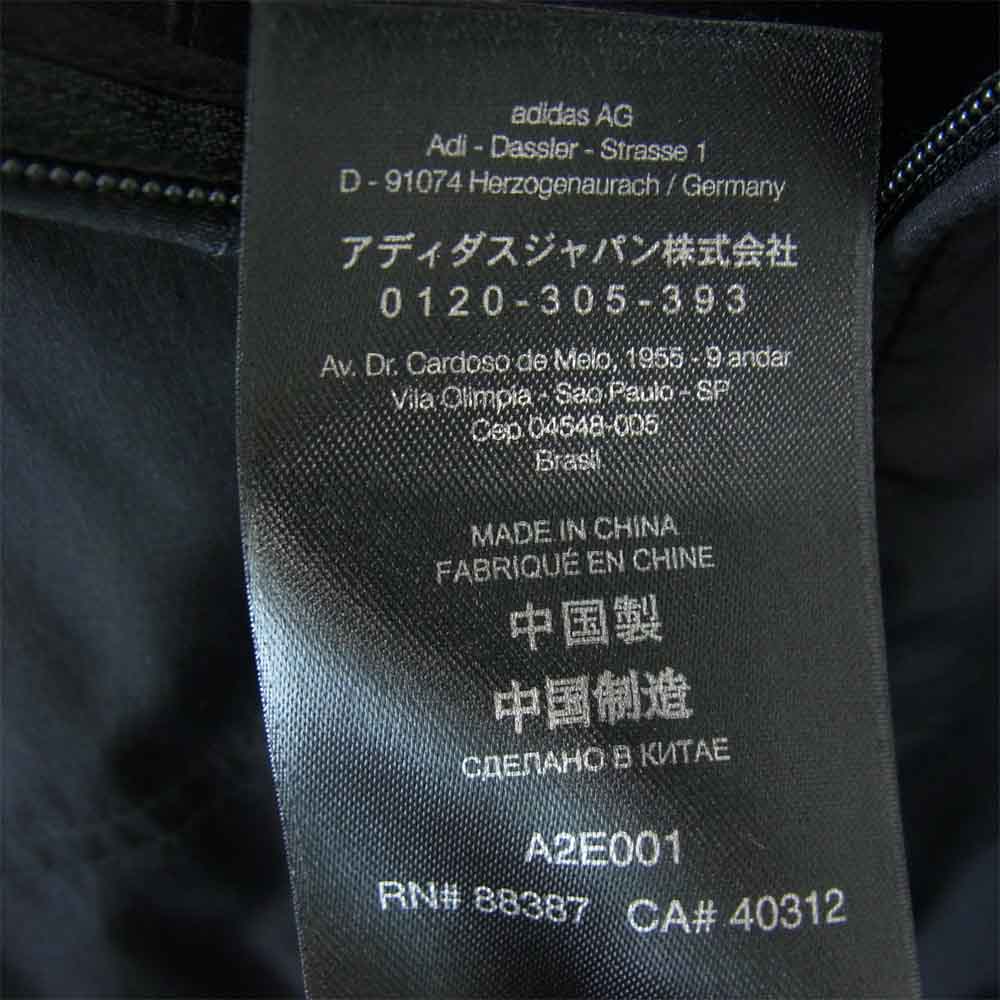 adidas AG
Adi - Dassler - Strasse 1
D - 91074 Herzogenaurach / Germany
アディダスジャパン株式会社
0120-305-393
Av. Dr. Cardoso de Melo, 1955 - 9 andar
Vila Olimpia - Sao Paulo - SP
Cep 04548-005
Brasil
MADE IN CHINA
FABRIQUÉ EN CHINE
中国製
中国制造
СДЕЛАНО В КИТАЕ
A2E001
RN# 88387 CA# 40312